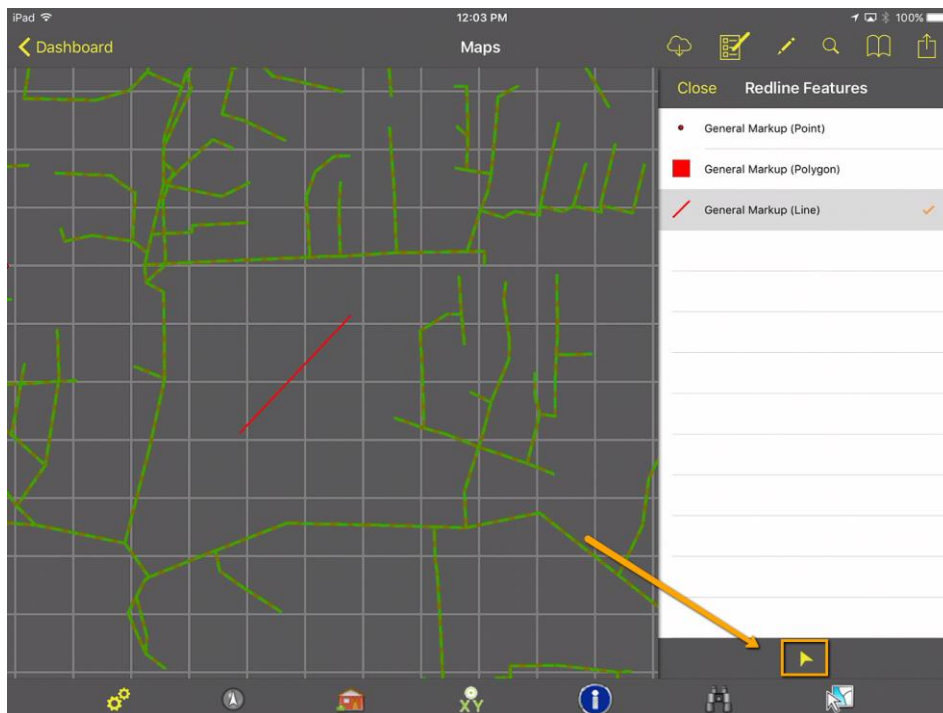 iPad
12:03 PM
100%
Dashboard
Maps
Close
Redline Features
General Markup (Point)
General Markup (Polygon)
General Markup (Line)
XY
i